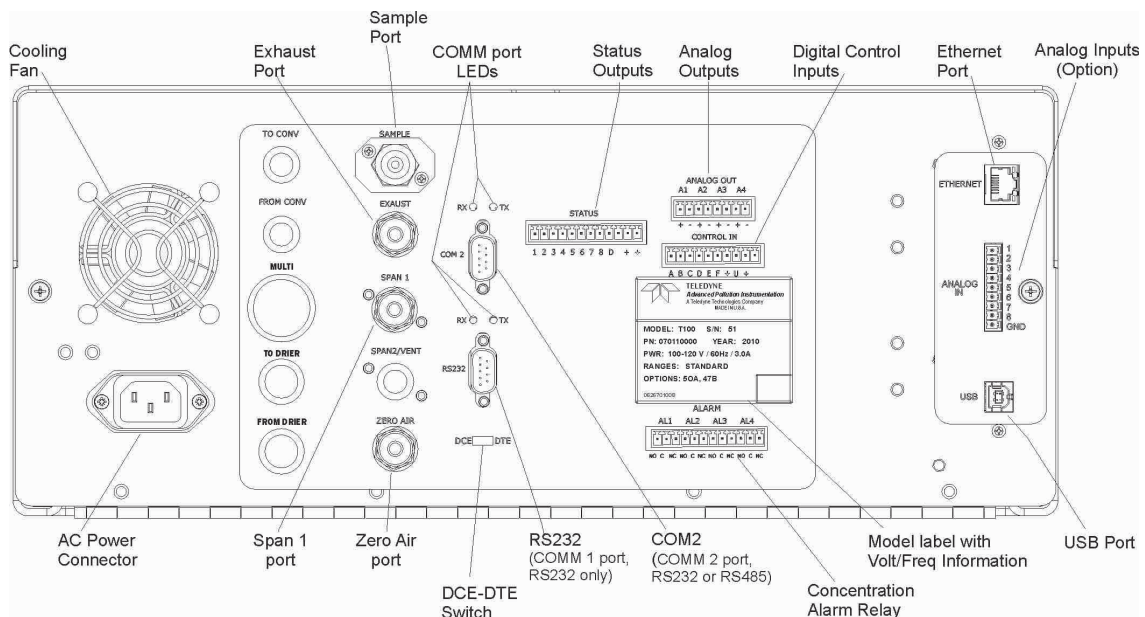 Cooling
Fan
Exhaust
Port
Sample
Port
COMM port
LEDs
Status
Outputs
Analog
Outputs
Digital Control
Inputs
Ethernet
Port
Analog Inputs
(Option)
TO CONV
FROM CONV
MULTI
TO DRIER
FROM DRIER
SAMPLE
EXAUST
SPAN 1
SPAN2/VENT
ZERO AIR
RX TX
COM 2
RX TX
RS232
DCE DTE
STATUS
1 2 3 4 5 6 7 8 D + ⏚
ANALOG OUT
A1 A2 A3 A4
+ - + - + - + -
CONTROL IN
A B C D E F ⏚ U +
TELEDYNE
Advanced Pollution Instrumentation
A Teledyne Technologies Company
MADE IN U.S.A.
MODEL: T100 S/N: 51
PN: 070110000 YEAR: 2010
PWR: 100-120 V / 60Hz / 3.0A
RANGES: STANDARD
OPTIONS: 50A, 47B
ALARM
AL1 AL2 AL3 AL4
NO C NC NO C NC NO C NC NO C NC
ETHERNET
ANALOG
IN
1
2
3
4
5
6
7
8
GND
USB
AC Power
Connector
Span 1
port
Zero Air
port
RS232
(COMM 1 port,
RS232 only)
DCE-DTE
Switch
COM2
(COMM 2 port,
RS232 or RS485)
Concentration
Alarm Relay
Model label with
Volt/Freq Information
USB Port